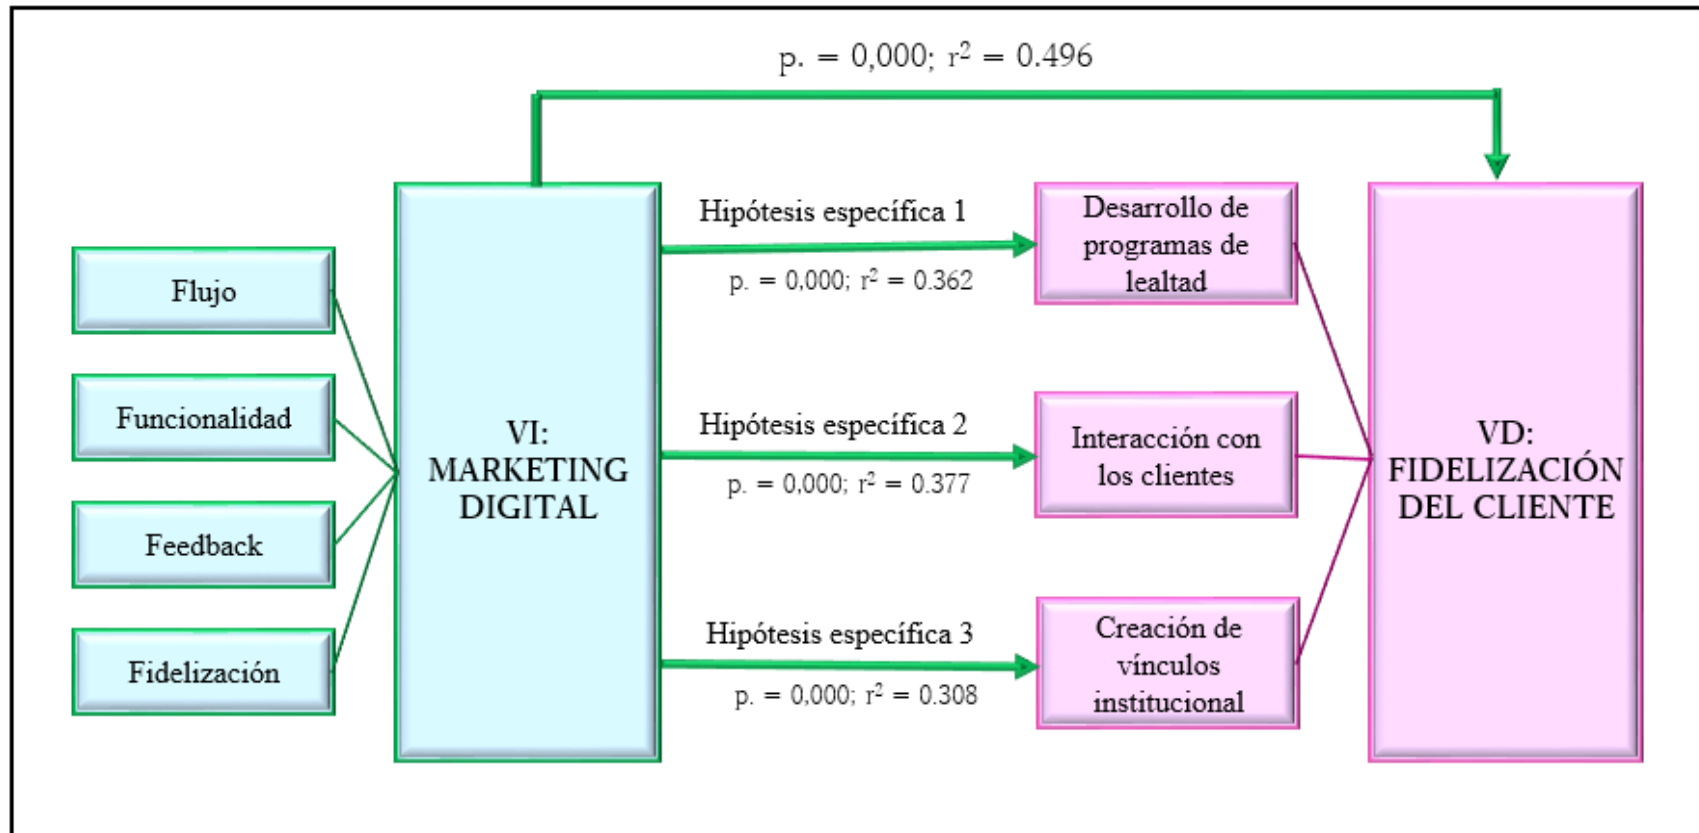 p. = 0,000; r² = 0.496
Flujo
Funcionalidad
Feedback
Fidelización
VI:
MARKETING
DIGITAL
Hipótesis específica 1
p. = 0,000; r² = 0.362
Hipótesis específica 2
p. = 0,000; r² = 0.377
Hipótesis específica 3
p. = 0,000; r² = 0.308
Desarrollo de
programas de
lealtad
Interacción con
los clientes
Creación de
vínculos
institucional
VD:
FIDELIZACIÓN
DEL CLIENTE